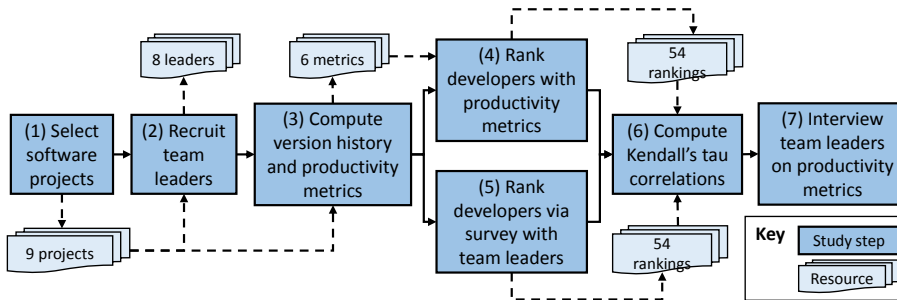 8 leaders
6 metrics
(1) Select
software
projects
(2) Recruit
team
leaders
(3) Compute
version history
and productivity
metrics
(4) Rank
developers with
productivity
metrics
54
rankings
(5) Rank
developers via
survey with
team leaders
54
rankings
(6) Compute
Kendall’s tau
correlations
(7) Interview
team leaders
on productivity
metrics
9 projects
Key
Study step
Resource